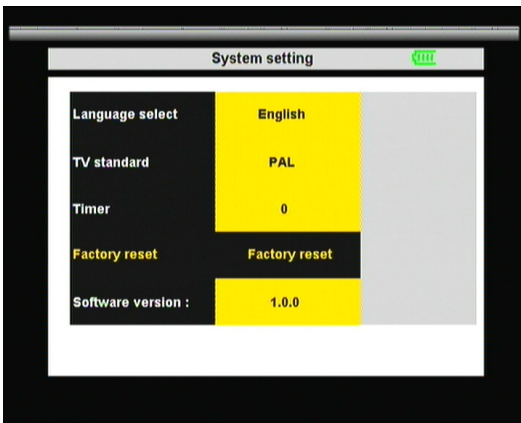 System setting
Language select English
TV standard PAL
Timer 0
Factory reset Factory reset
Software version : 1.0.0